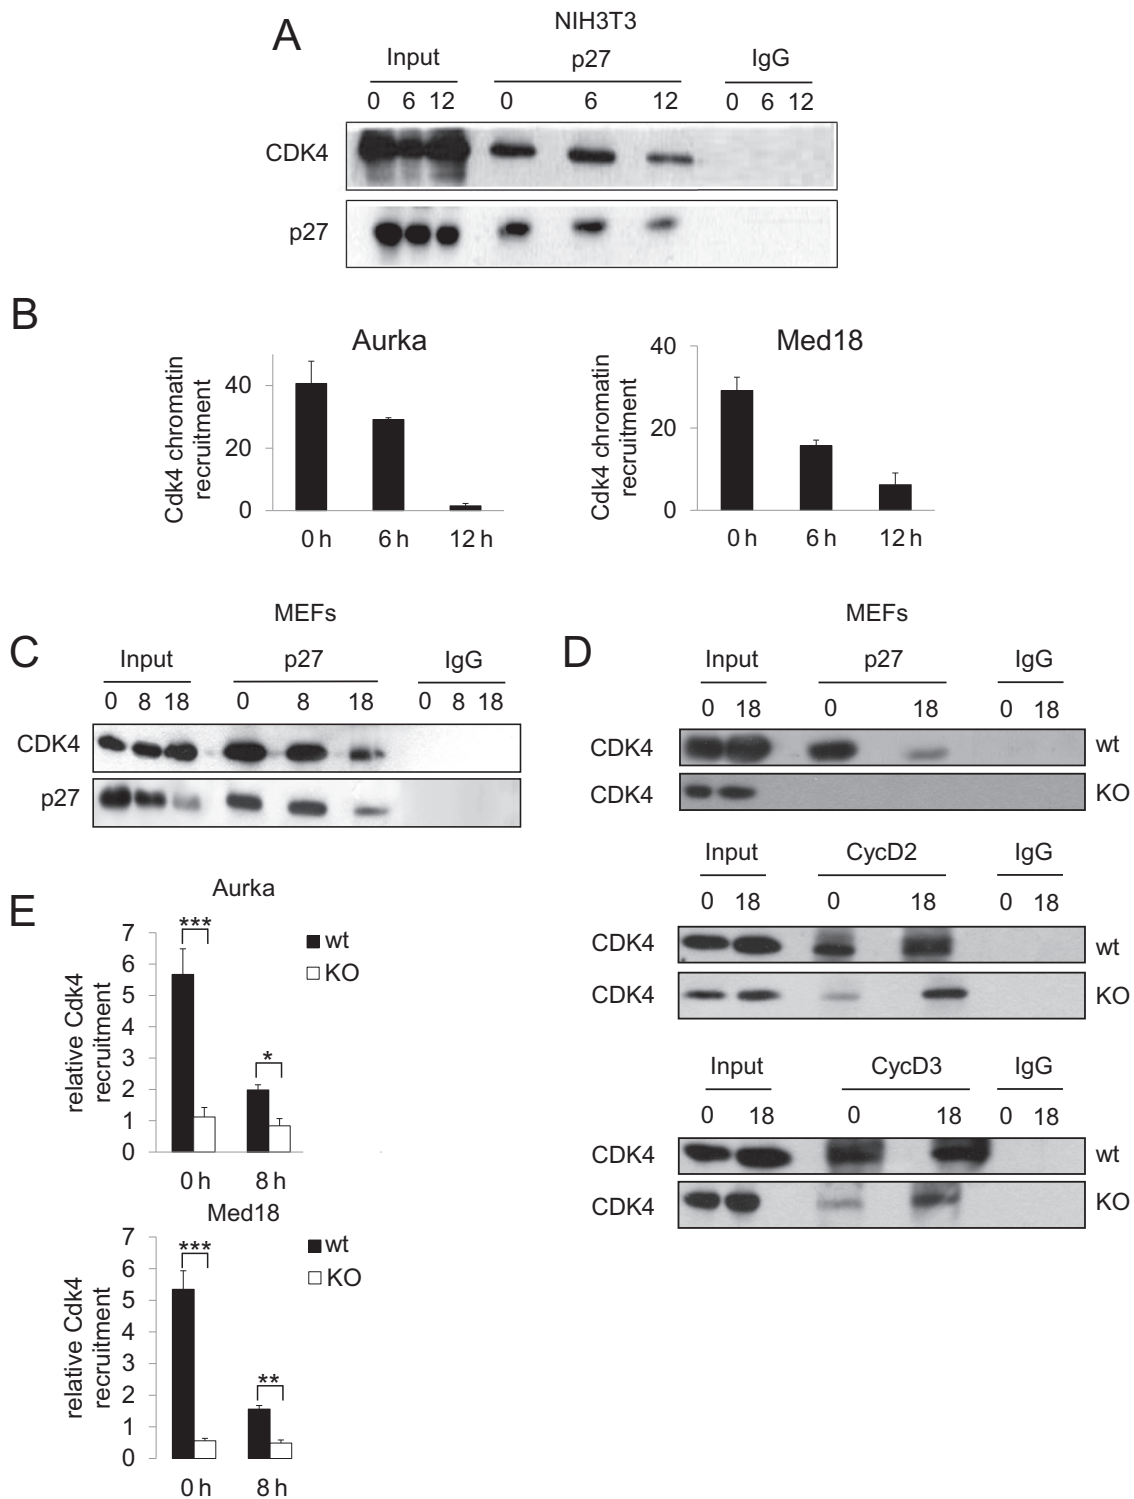 A
NIH3T3
Input p27 IgG
0 6 12 0 6 12 0 6 12
CDK4
p27
B
Aurka
Cdk4 chromatin
recruitment
40
20
0
0 h 6 h 12 h
Med18
Cdk4 chromatin
recruitment
40
20
0
0 h 6 h 12 h
C
MEFs
Input p27 IgG
0 8 18 0 8 18 0 8 18
CDK4
p27
D
MEFs
Input p27 IgG
0 18 0 18 0 18
CDK4 wt
CDK4 KO
Input CycD2 IgG
0 18 0 18 0 18
CDK4 wt
CDK4 KO
Input CycD3 IgG
0 18 0 18 0 18
CDK4 wt
CDK4 KO
E
Aurka
relative Cdk4
recruitment
7
6
5
4
3
2
1
0
***
*
wt
KO
0 h 8 h
Med18
relative Cdk4
recruitment
7
6
5
4
3
2
1
0
***
**
wt
KO
0 h 8 h